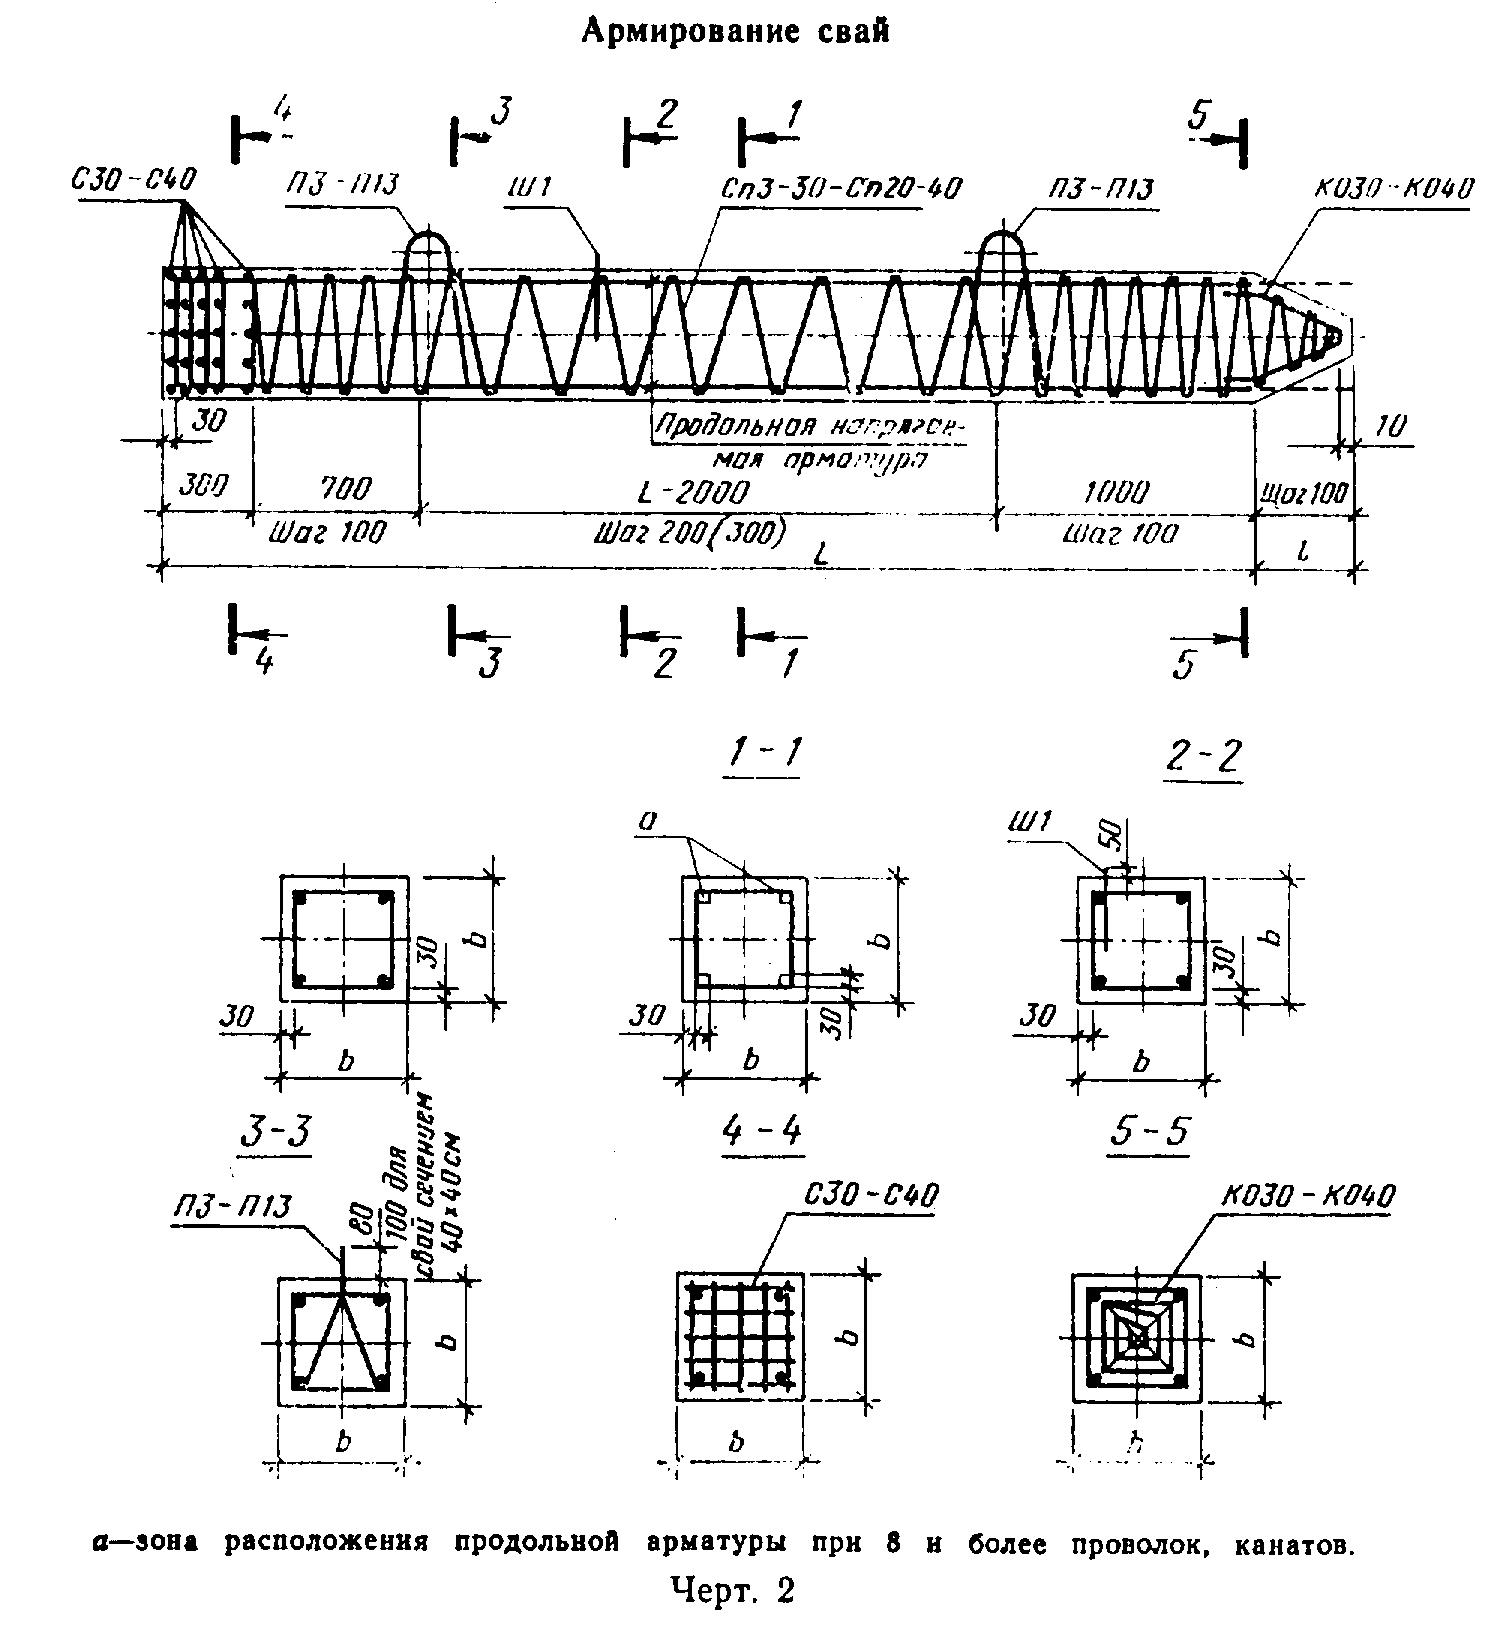 Армирование свай
4 3 2 1 5
С30-С40 П3-П13 Ш1 Сп3-30-Сп20-40 П3-П13 К030-К040
30 Продольная напрягае- 10
мая арматура
300 700 L-2000 1000 Шаг 100
Шаг 100 Шаг 200(300) Шаг 100
L l
4 3 2 1 5
1-1 2-2
а Ш1 50
b 30 b 30 b 30
30 30 30
b b b
3-3 4-4 5-5
П3-П13 80 С30-С40 К030-К040
100 для
свай сечением
40×40см
b b b
b b b
а—зона расположения продольной арматуры при 8 и более проволок, канатов.
Черт. 2